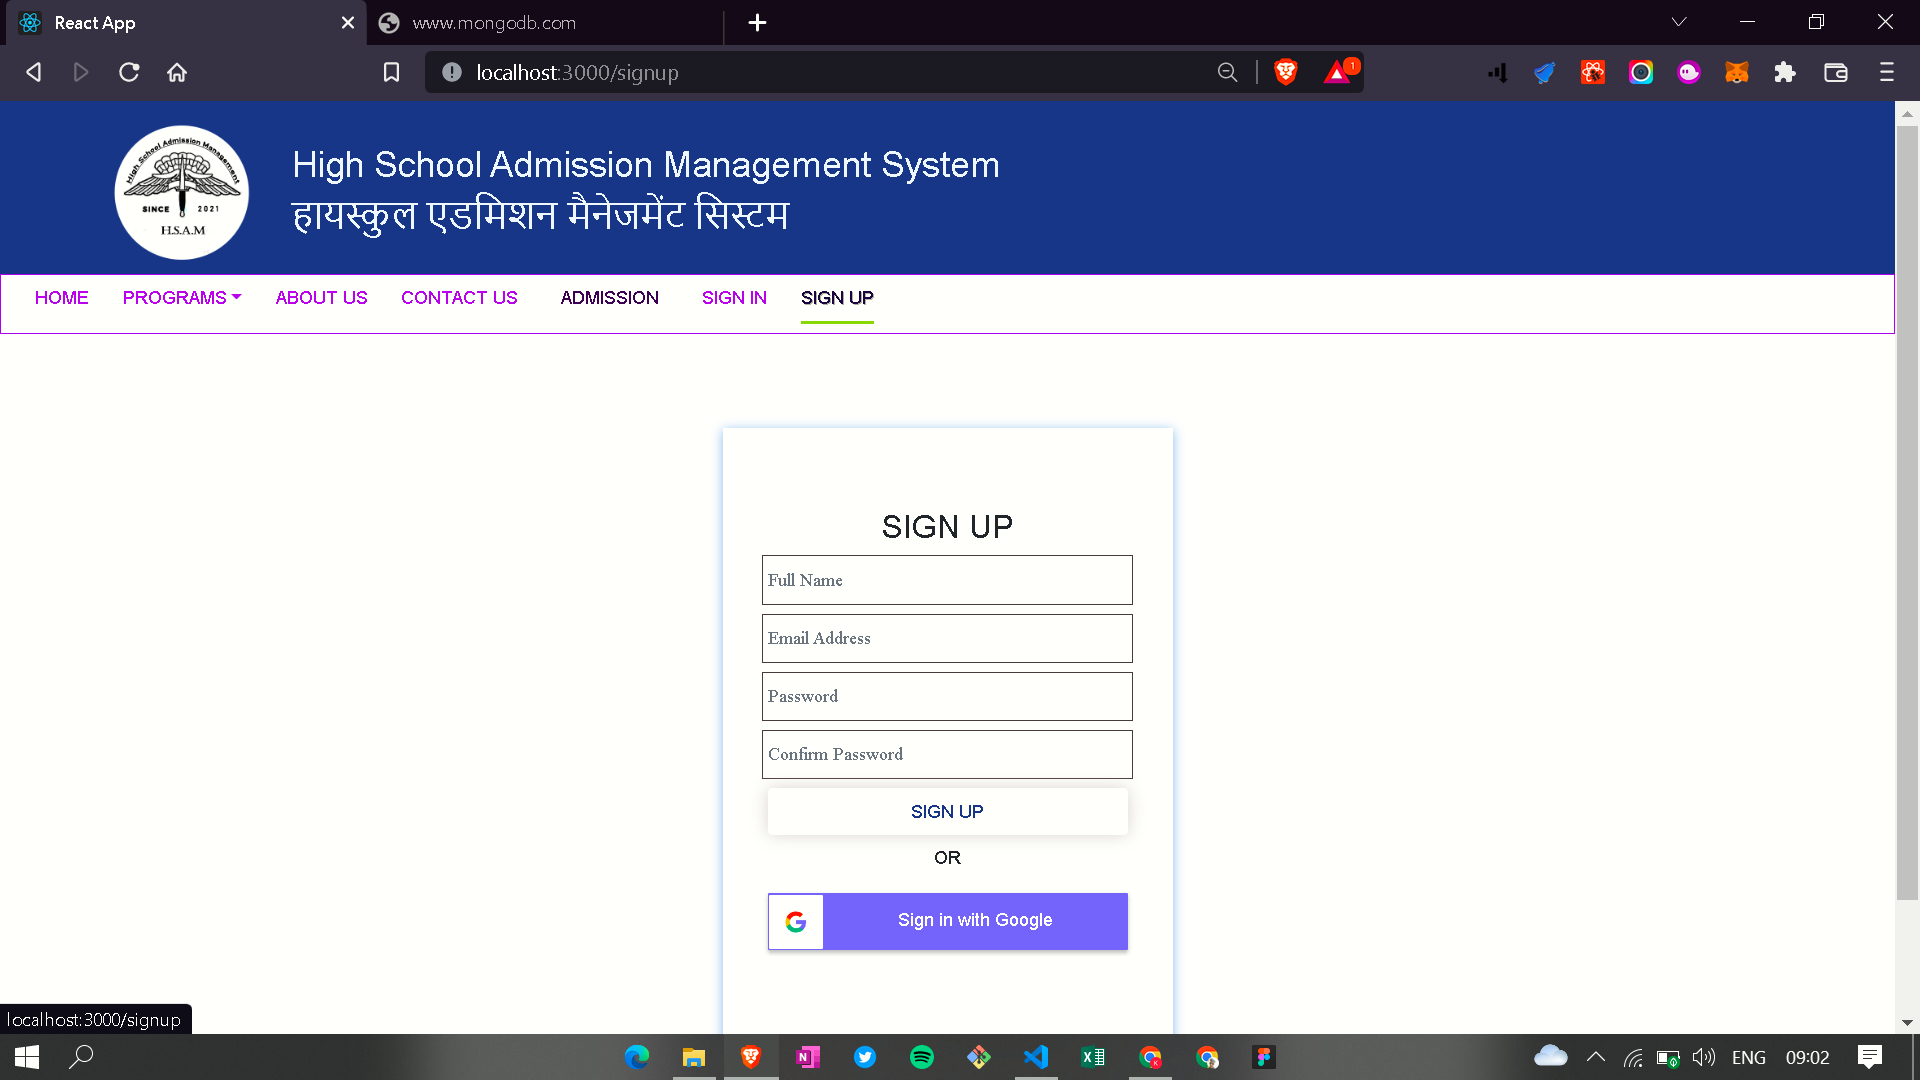 React App
www.mongodb.com
localhost:3000/signup
1
High School Admission Management
SINCE 2021
H.S.A.M
High School Admission Management System
हायस्कुल एडमिशन मैनेजमेंट सिस्टम
HOME PROGRAMS ABOUT US CONTACT US ADMISSION SIGN IN SIGN UP
SIGN UP
Full Name
Email Address
Password
Confirm Password
SIGN UP
OR
Sign in with Google
localhost:3000/signup
ENG 09:02